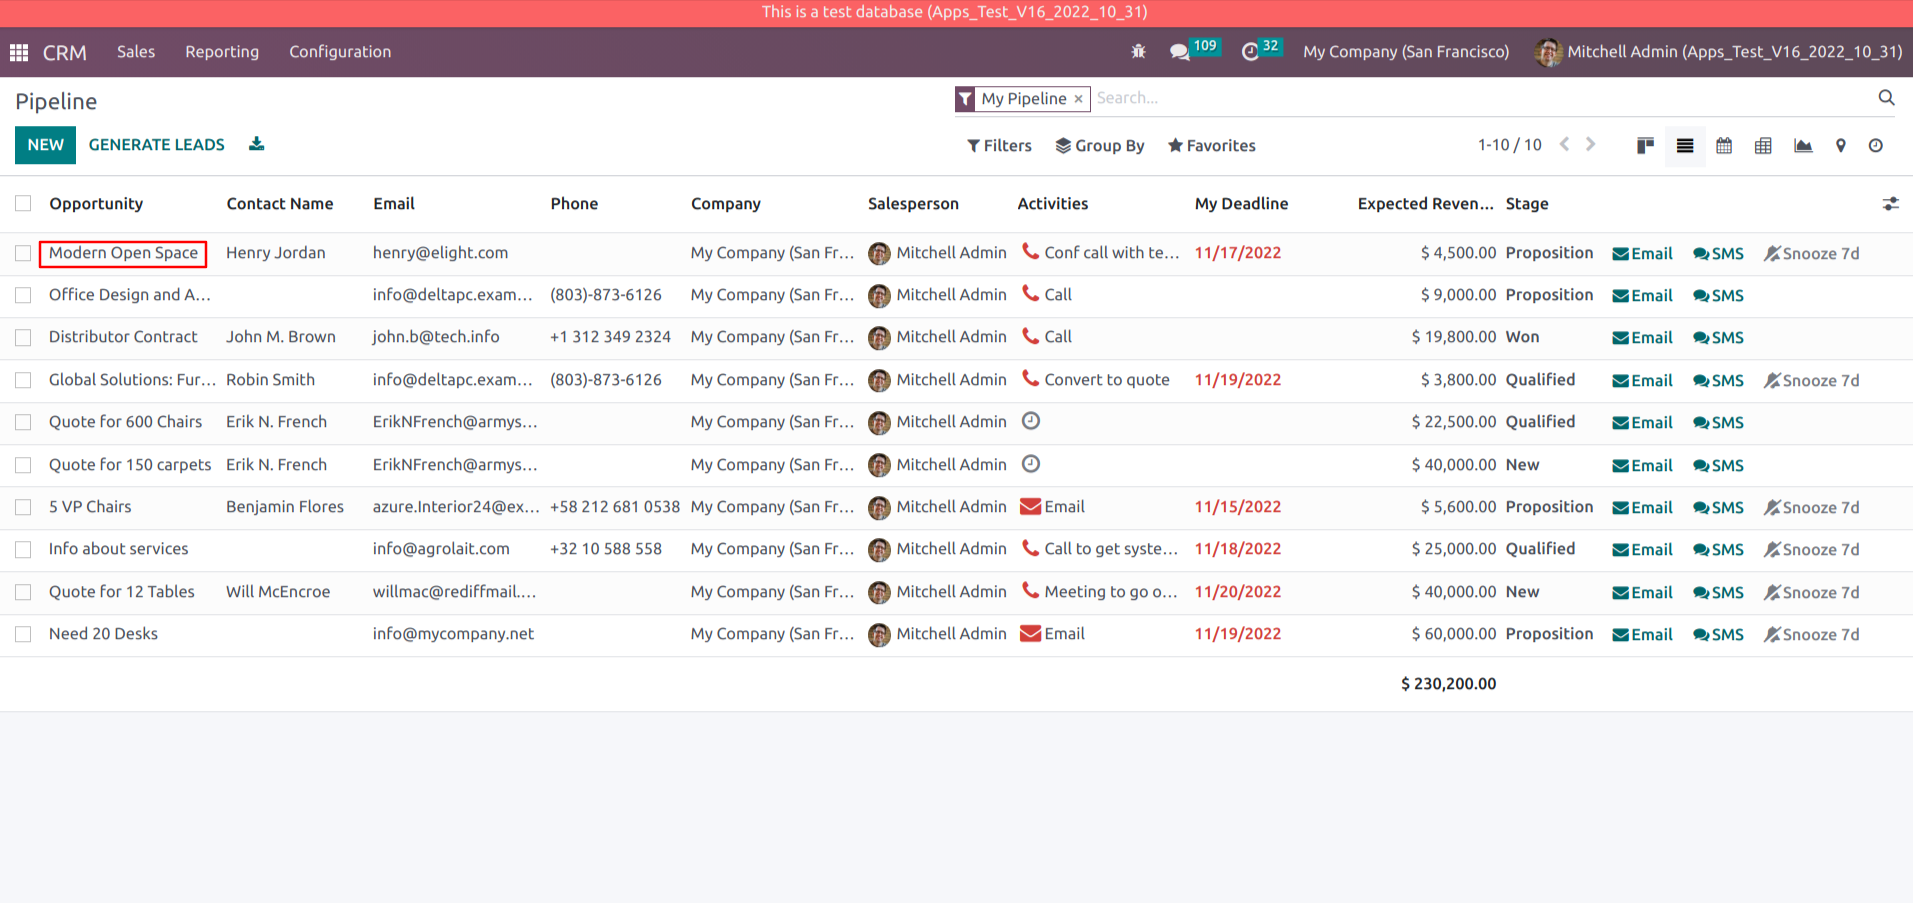 This is a test database (Apps_Test_V16_2022_10_31)
CRM Sales Reporting Configuration 109 32 My Company (San Francisco) Mitchell Admin (Apps_Test_V16_2022_10_31)
Pipeline My Pipeline × Search...
NEW GENERATE LEADS Filters Group By Favorites 1-10 / 10
Opportunity Contact Name Email Phone Company Salesperson Activities My Deadline Expected Reven... Stage
Modern Open Space Henry Jordan henry@elight.com My Company (San Fr... Mitchell Admin Conf call with te... 11/17/2022 $ 4,500.00 Proposition Email SMS Snooze 7d
Office Design and A... info@deltapc.exam... (803)-873-6126 My Company (San Fr... Mitchell Admin Call $ 9,000.00 Proposition Email SMS
Distributor Contract John M. Brown john.b@tech.info +1 312 349 2324 My Company (San Fr... Mitchell Admin Call $ 19,800.00 Won Email SMS
Global Solutions: Fur... Robin Smith info@deltapc.exam... (803)-873-6126 My Company (San Fr... Mitchell Admin Convert to quote 11/19/2022 $ 3,800.00 Qualified Email SMS Snooze 7d
Quote for 600 Chairs Erik N. French ErikNFrench@armys... My Company (San Fr... Mitchell Admin $ 22,500.00 Qualified Email SMS
Quote for 150 carpets Erik N. French ErikNFrench@armys... My Company (San Fr... Mitchell Admin $ 40,000.00 New Email SMS
5 VP Chairs Benjamin Flores azure.Interior24@ex... +58 212 681 0538 My Company (San Fr... Mitchell Admin Email 11/15/2022 $ 5,600.00 Proposition Email SMS Snooze 7d
Info about services info@agrolait.com +32 10 588 558 My Company (San Fr... Mitchell Admin Call to get syste... 11/18/2022 $ 25,000.00 Qualified Email SMS Snooze 7d
Quote for 12 Tables Will McEncroe willmac@rediffmail.... My Company (San Fr... Mitchell Admin Meeting to go o... 11/20/2022 $ 40,000.00 New Email SMS Snooze 7d
Need 20 Desks info@mycompany.net My Company (San Fr... Mitchell Admin Email 11/19/2022 $ 60,000.00 Proposition Email SMS Snooze 7d
$ 230,200.00